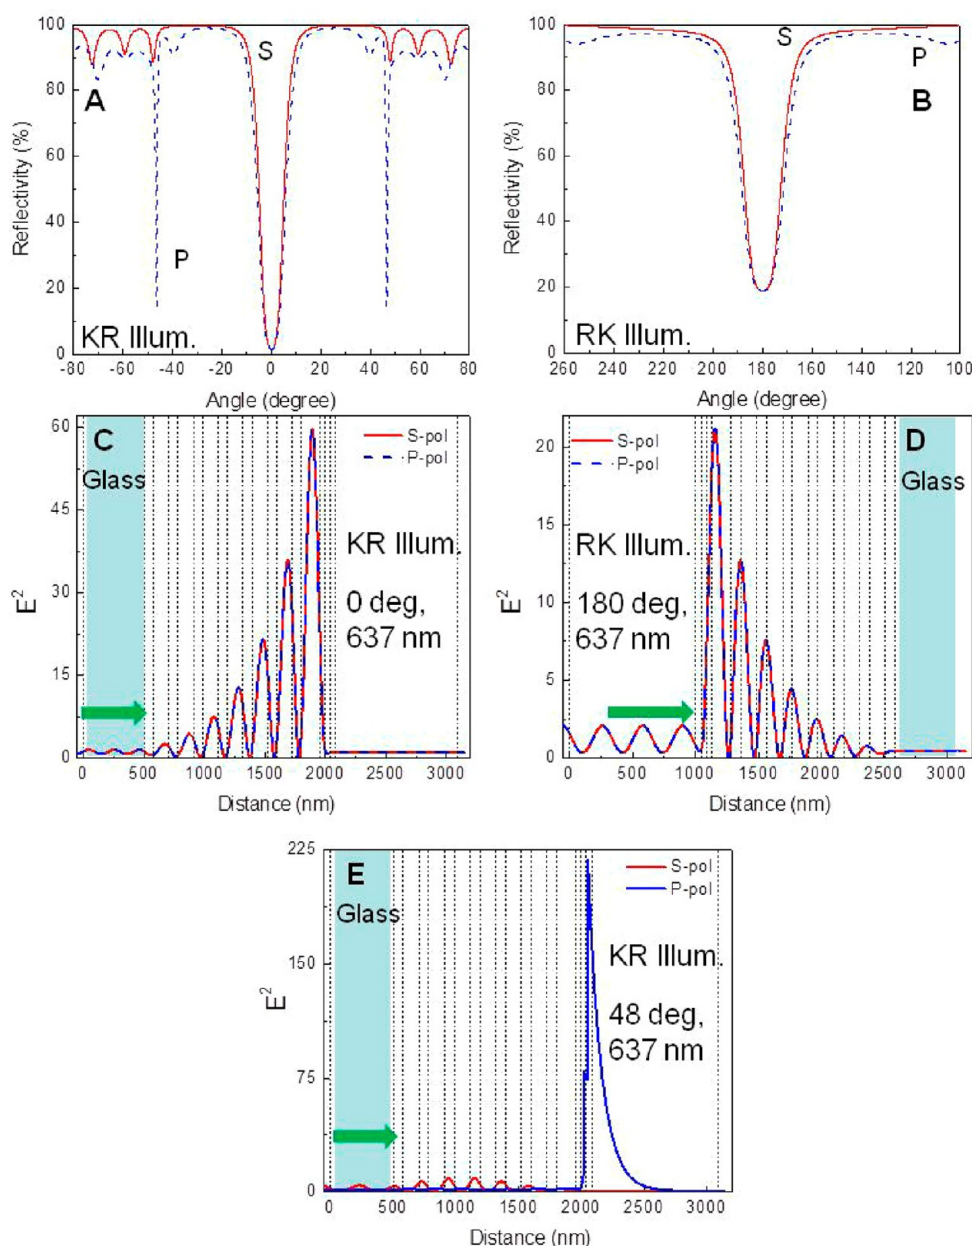 100
80
60
40
20
0
Reflectivity (%)
A
S
P
KR Illum.
-80 -60 -40 -20 0 20 40 60 80
Angle (degree)
100
80
60
40
20
0
Reflectivity (%)
S
P
B
RK Illum.
260 240 220 200 180 160 140 120 100
Angle (degree)
60
45
30
15
0
E2
C
Glass
S-pol
P-pol
KR Illum.
0 deg,
637 nm
0 500 1000 1500 2000 2500 3000
Distance (nm)
20
15
10
5
0
E2
S-pol
P-pol
D
Glass
RK Illum.
180 deg,
637 nm
0 500 1000 1500 2000 2500 3000
Distance (nm)
225
150
75
0
E2
E
Glass
S-pol
P-pol
KR Illum.
48 deg,
637 nm
0 500 1000 1500 2000 2500 3000
Distance (nm)